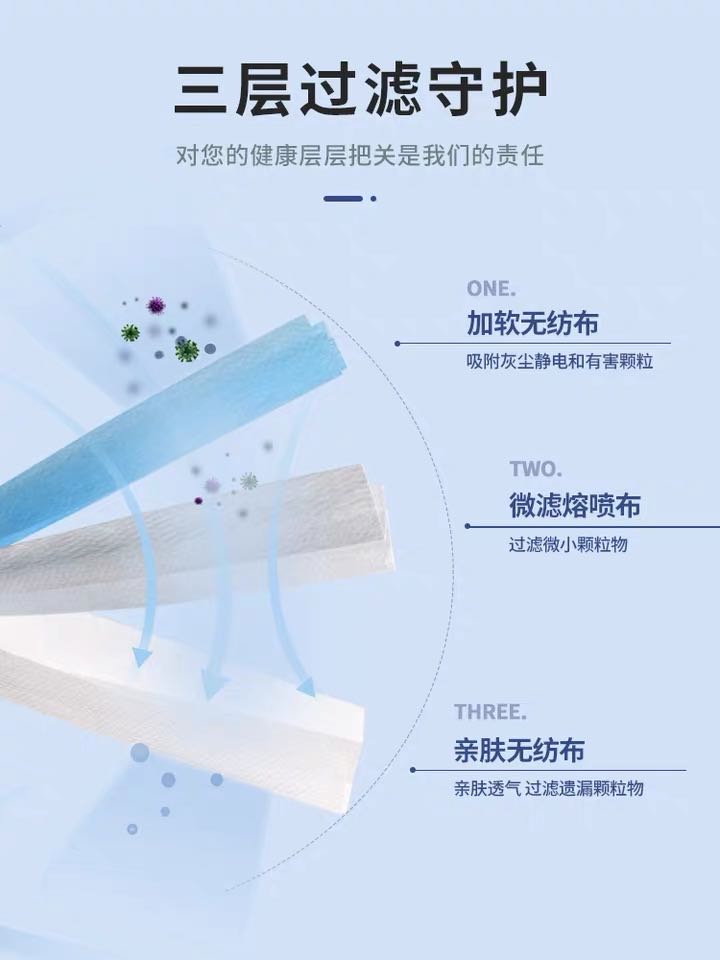 三层过滤守护
对您的健康层层把关是我们的责任
ONE.
加软无纺布
吸附灰尘静电和有害颗粒
TWO.
微滤熔喷布
过滤微小颗粒物
THREE.
亲肤无纺布
亲肤透气 过滤遗漏颗粒物